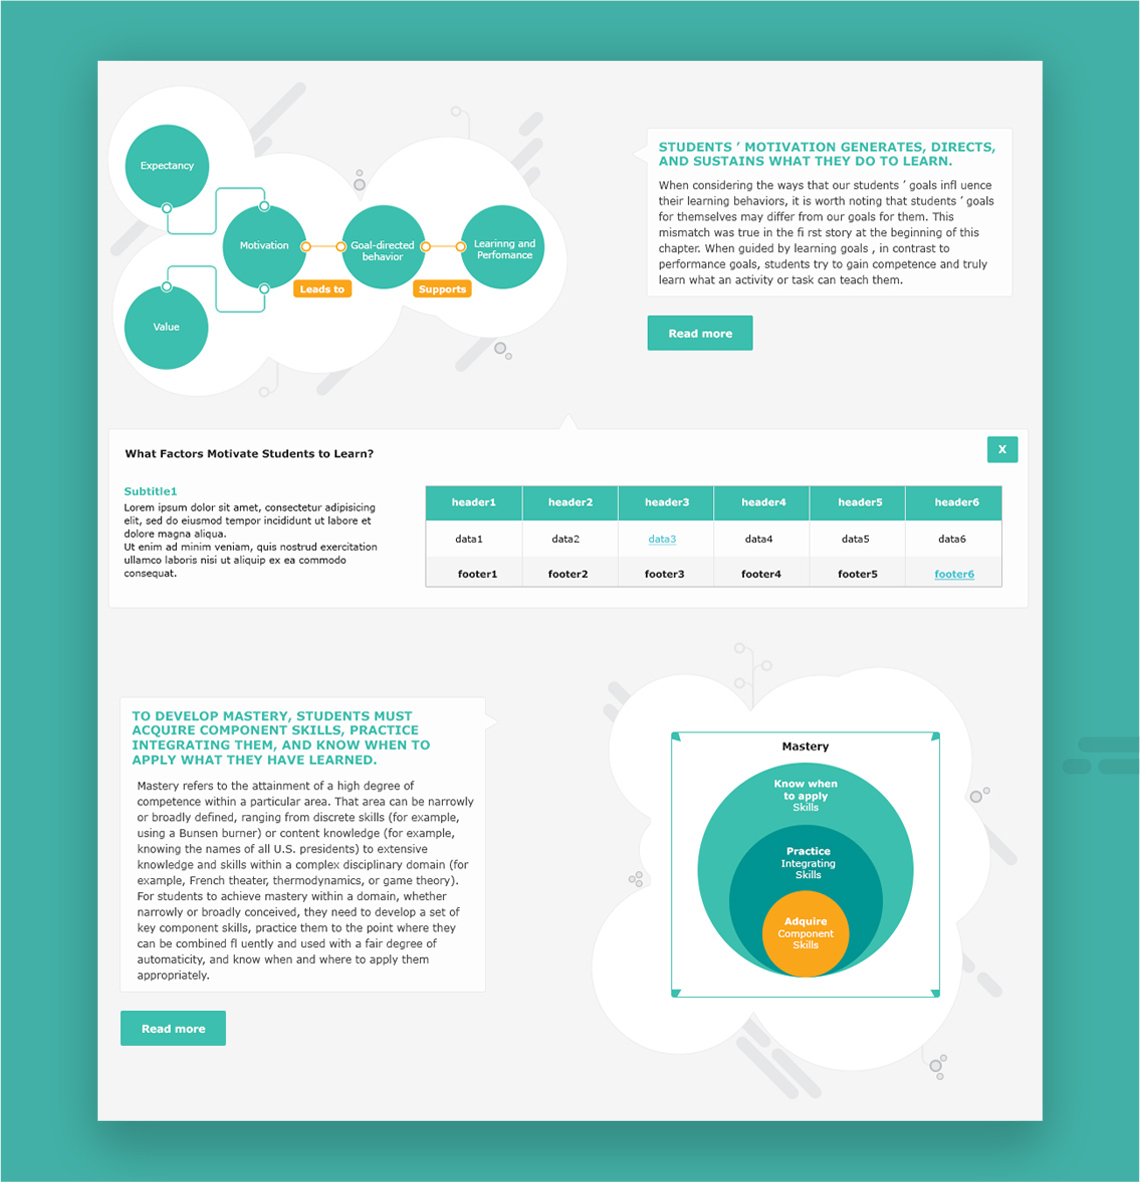 Expectancy
Motivation
Goal-directed
behavior
Learinng and
Perfomance
Leads to
Supports
Value
STUDENTS ’ MOTIVATION GENERATES, DIRECTS,
AND SUSTAINS WHAT THEY DO TO LEARN.
When considering the ways that our students ’ goals infl uence
their learning behaviors, it is worth noting that students ’ goals
for themselves may differ from our goals for them. This
mismatch was true in the fi rst story at the beginning of this
chapter. When guided by learning goals , in contrast to
performance goals, students try to gain competence and truly
learn what an activity or task can teach them.
Read more
What Factors Motivate Students to Learn?
X
Subtitle1
Lorem ipsum dolor sit amet, consectetur adipisicing
elit, sed do eiusmod tempor incididunt ut labore et
dolore magna aliqua.
Ut enim ad minim veniam, quis nostrud exercitation
ullamco laboris nisi ut aliquip ex ea commodo
consequat.
header1 header2 header3 header4 header5 header6
data1 data2 data3 data4 data5 data6
footer1 footer2 footer3 footer4 footer5 footer6
TO DEVELOP MASTERY, STUDENTS MUST
ACQUIRE COMPONENT SKILLS, PRACTICE
INTEGRATING THEM, AND KNOW WHEN TO
APPLY WHAT THEY HAVE LEARNED.
Mastery refers to the attainment of a high degree of
competence within a particular area. That area can be narrowly
or broadly defined, ranging from discrete skills (for example,
using a Bunsen burner) or content knowledge (for example,
knowing the names of all U.S. presidents) to extensive
knowledge and skills within a complex disciplinary domain (for
example, French theater, thermodynamics, or game theory).
For students to achieve mastery within a domain, whether
narrowly or broadly conceived, they need to develop a set of
key component skills, practice them to the point where they
can be combined fl uently and used with a fair degree of
automaticity, and know when and where to apply them
appropriately.
Read more
Mastery
Know when
to apply
Skills
Practice
Integrating
Skills
Adquire
Component
Skills